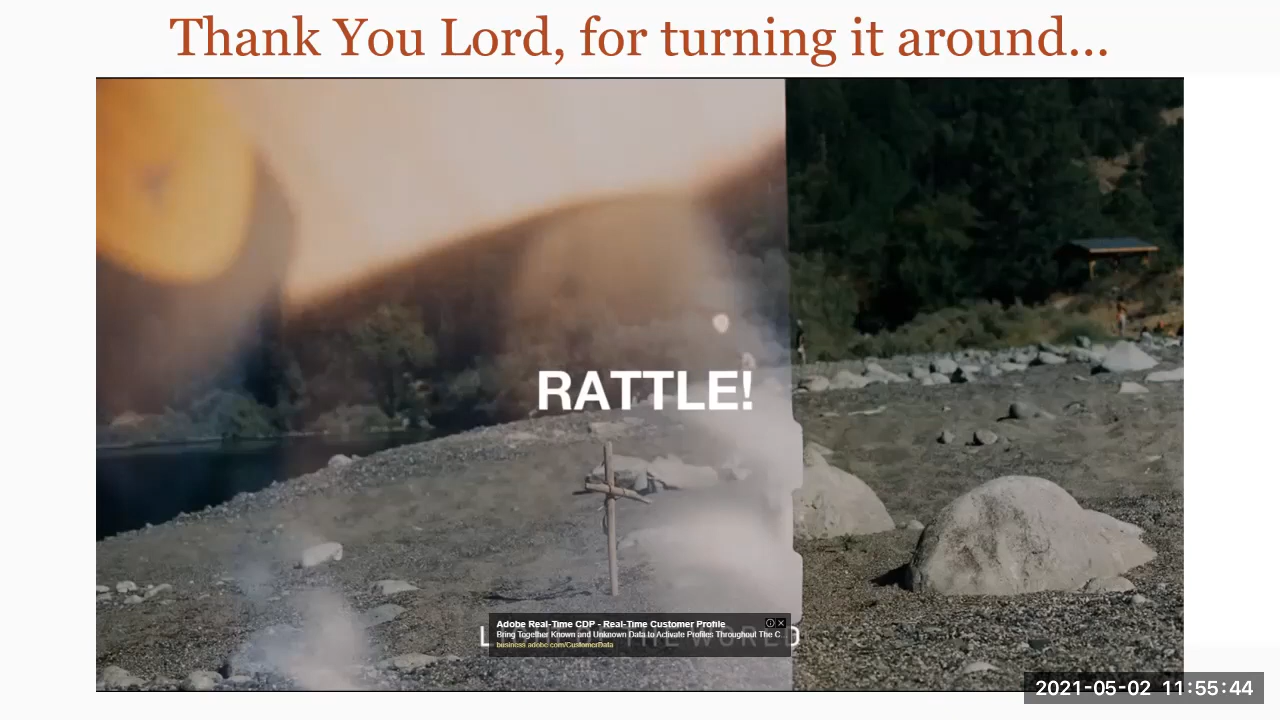 Thank You Lord, for turning it around...
RATTLE!
Adobe Real-Time CDP - Real-Time Customer Profile
Bring Together Known and Unknown Data to Activate Profiles Throughout The C
business.adobe.com/CustomerData
WORLD
2021-05-02 11:55:44